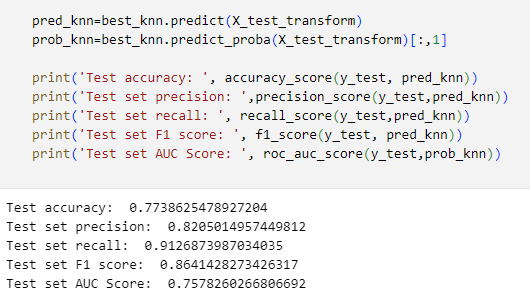 pred_knn=best_knn.predict(X_test_transform)
prob_knn=best_knn.predict_proba(X_test_transform)[:,1]
print('Test accuracy: ', accuracy_score(y_test, pred_knn))
print('Test set precision: ',precision_score(y_test,pred_knn))
print('Test set recall: ', recall_score(y_test,pred_knn))
print('Test set F1 score: ', f1_score(y_test, pred_knn))
print('Test set AUC Score: ', roc_auc_score(y_test,prob_knn))
Test accuracy:  0.7738625478927204
Test set precision:  0.8205014957449812
Test set recall:  0.9126873987034035
Test set F1 score:  0.8641428273426317
Test set AUC Score:  0.7578260266806692